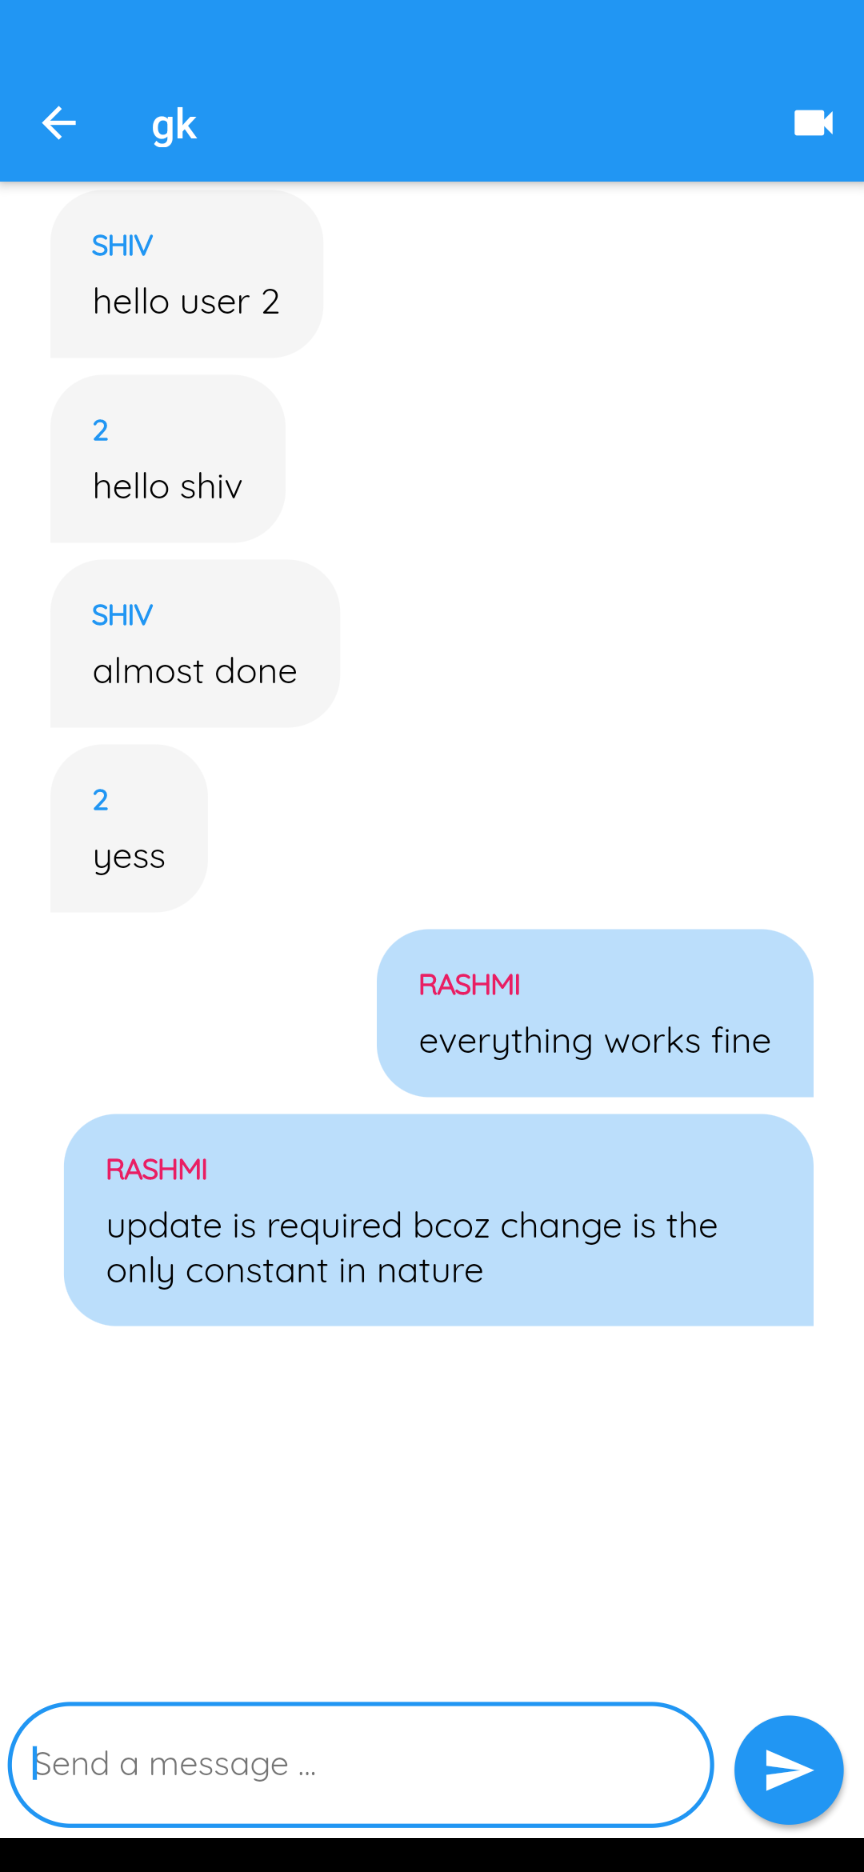 gk
SHIV
hello user 2
2
hello shiv
SHIV
almost done
2
yess
RASHMI
everything works fine
RASHMI
update is required bcoz change is the
only constant in nature
Send a message ...